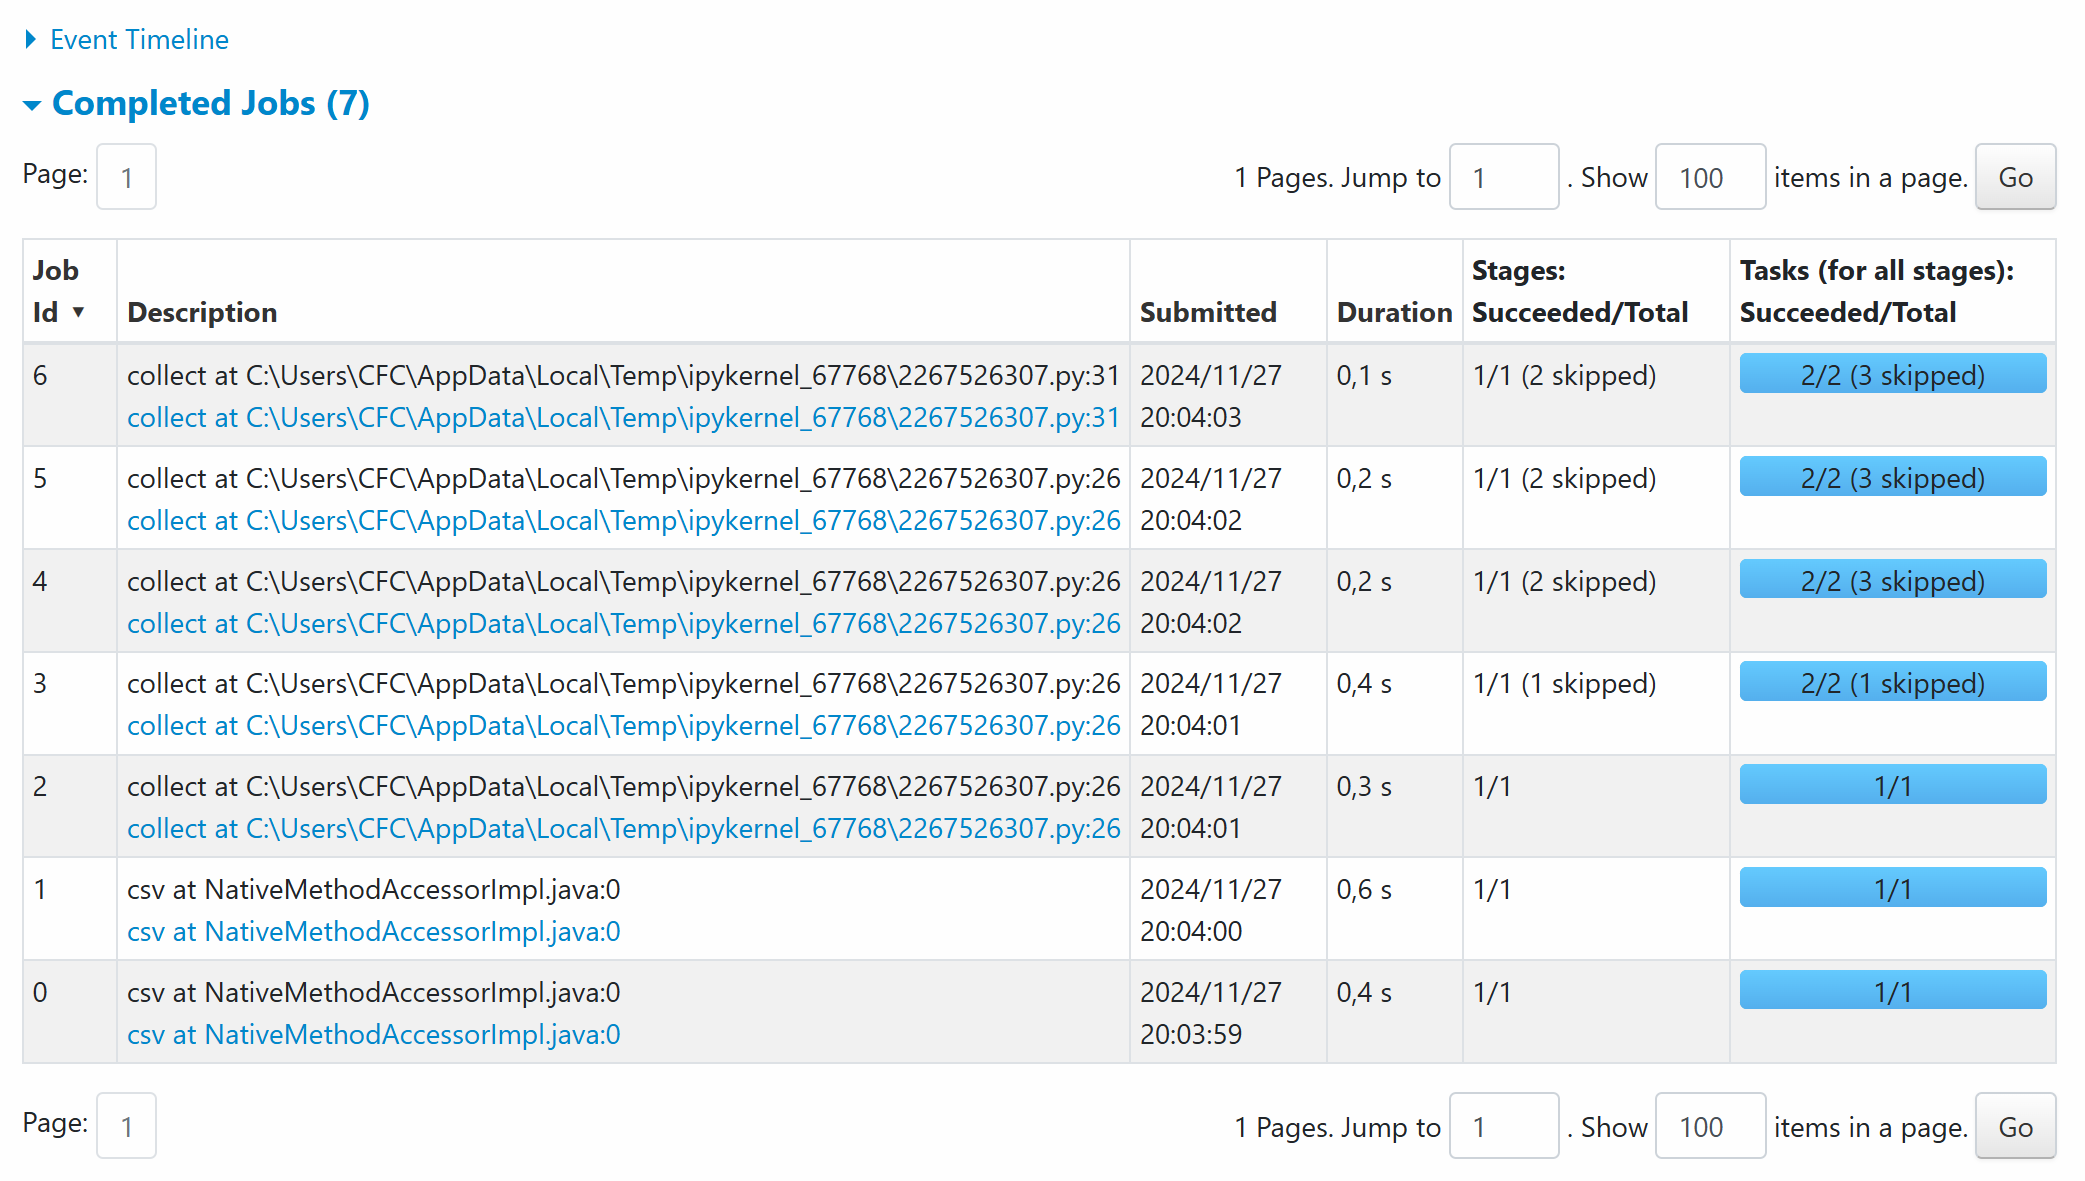 Event Timeline
Completed Jobs (7)
Page: 1 1 Pages. Jump to 1 . Show 100 items in a page. Go
Job Id ▼ Description Submitted Duration Stages: Succeeded/Total Tasks (for all stages): Succeeded/Total
6 collect at C:\Users\CFC\AppData\Local\Temp\ipykernel_67768\2267526307.py:31 2024/11/27 0,1 s 1/1 (2 skipped) 2/2 (3 skipped)
collect at C:\Users\CFC\AppData\Local\Temp\ipykernel_67768\2267526307.py:31 20:04:03
5 collect at C:\Users\CFC\AppData\Local\Temp\ipykernel_67768\2267526307.py:26 2024/11/27 0,2 s 1/1 (2 skipped) 2/2 (3 skipped)
collect at C:\Users\CFC\AppData\Local\Temp\ipykernel_67768\2267526307.py:26 20:04:02
4 collect at C:\Users\CFC\AppData\Local\Temp\ipykernel_67768\2267526307.py:26 2024/11/27 0,2 s 1/1 (2 skipped) 2/2 (3 skipped)
collect at C:\Users\CFC\AppData\Local\Temp\ipykernel_67768\2267526307.py:26 20:04:02
3 collect at C:\Users\CFC\AppData\Local\Temp\ipykernel_67768\2267526307.py:26 2024/11/27 0,4 s 1/1 (1 skipped) 2/2 (1 skipped)
collect at C:\Users\CFC\AppData\Local\Temp\ipykernel_67768\2267526307.py:26 20:04:01
2 collect at C:\Users\CFC\AppData\Local\Temp\ipykernel_67768\2267526307.py:26 2024/11/27 0,3 s 1/1 1/1
collect at C:\Users\CFC\AppData\Local\Temp\ipykernel_67768\2267526307.py:26 20:04:01
1 csv at NativeMethodAccessorImpl.java:0 2024/11/27 0,6 s 1/1 1/1
csv at NativeMethodAccessorImpl.java:0 20:04:00
0 csv at NativeMethodAccessorImpl.java:0 2024/11/27 0,4 s 1/1 1/1
csv at NativeMethodAccessorImpl.java:0 20:03:59
Page: 1 1 Pages. Jump to 1 . Show 100 items in a page. Go